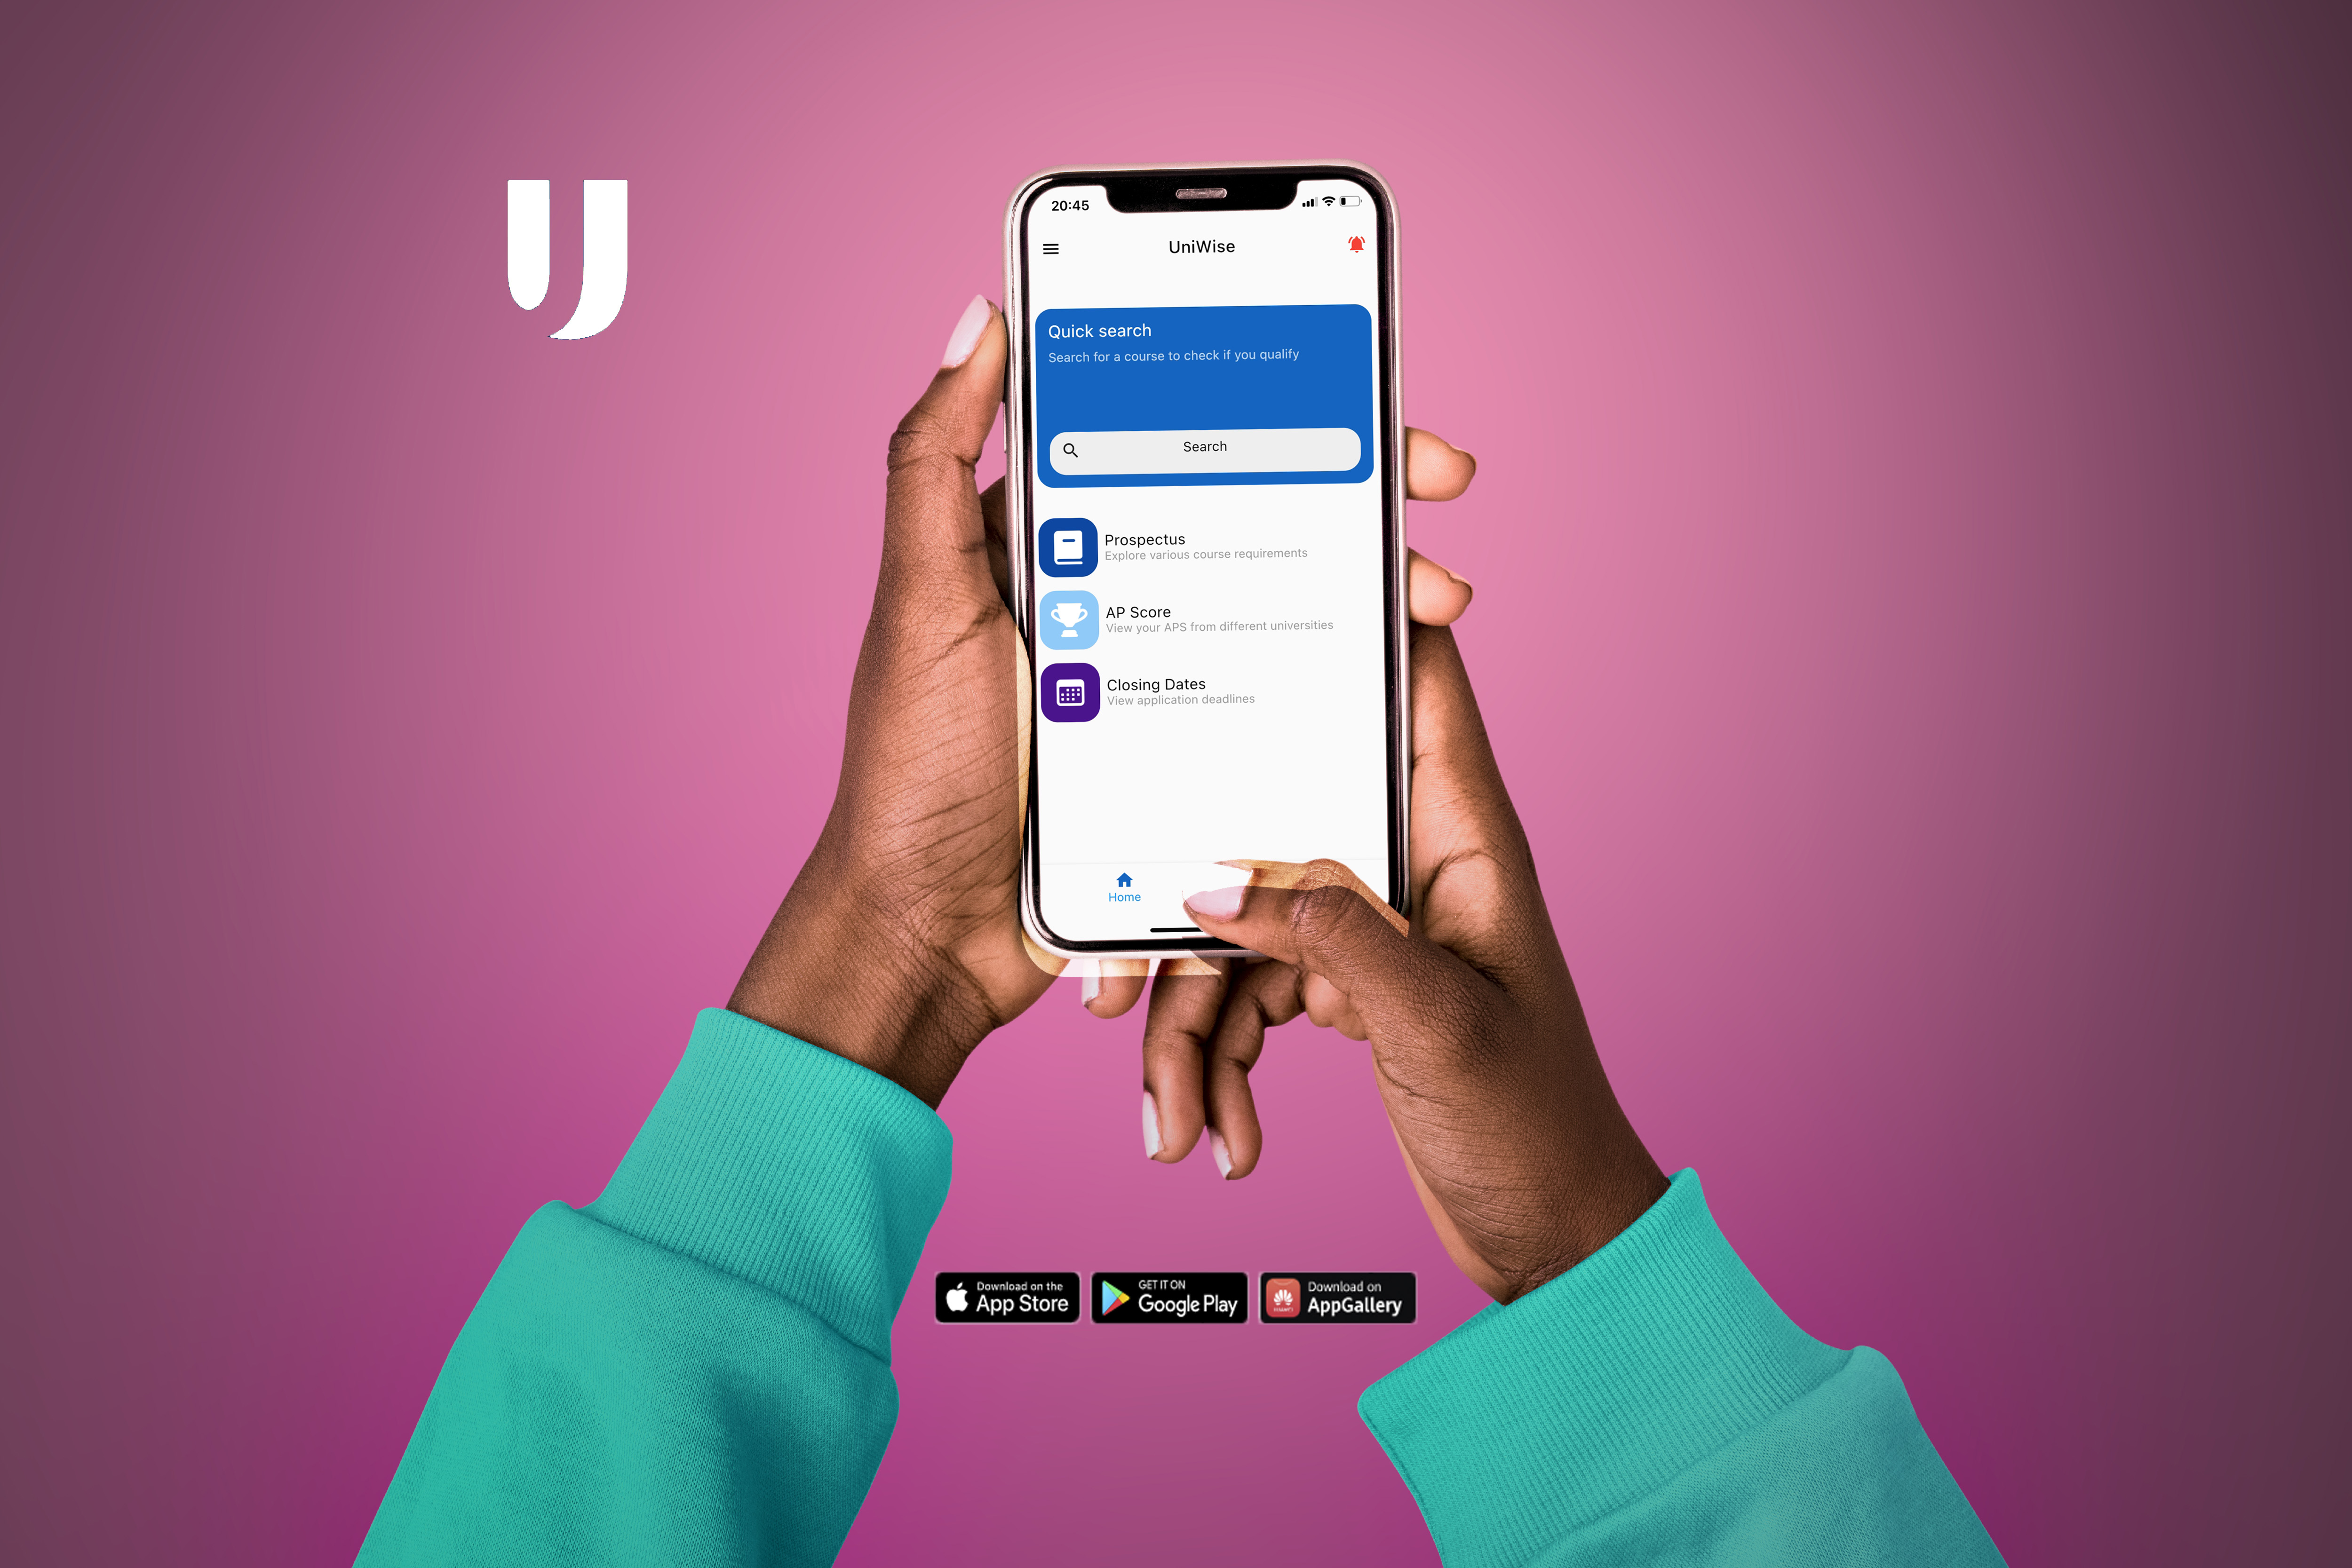 20:45
UniWise
Quick search
Search for a course to check if you qualify
Search
Prospectus
Explore various course requirements
AP Score
View your APS from different universities
Closing Dates
View application deadlines
Home
Download on the
App Store
GET IT ON
Google Play
Download on
AppGallery